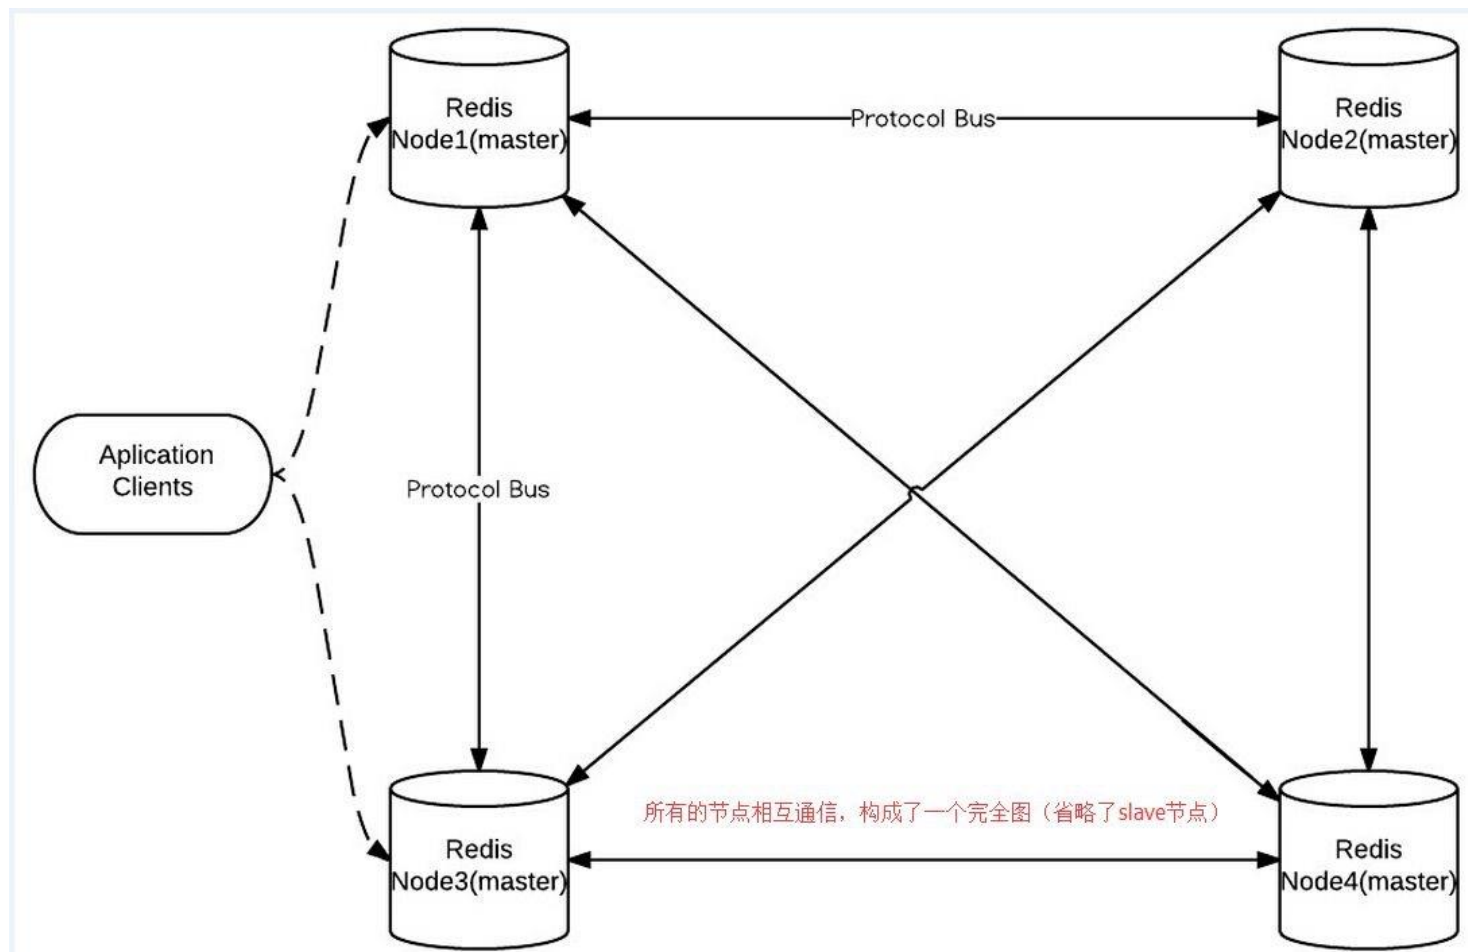 Redis
Node1(master)
Protocol Bus
Redis
Node2(master)
Aplication
Clients
Protocol Bus
所有的节点相互通信，构成了一个完全图（省略了slave节点）
Redis
Node3(master)
Redis
Node4(master)